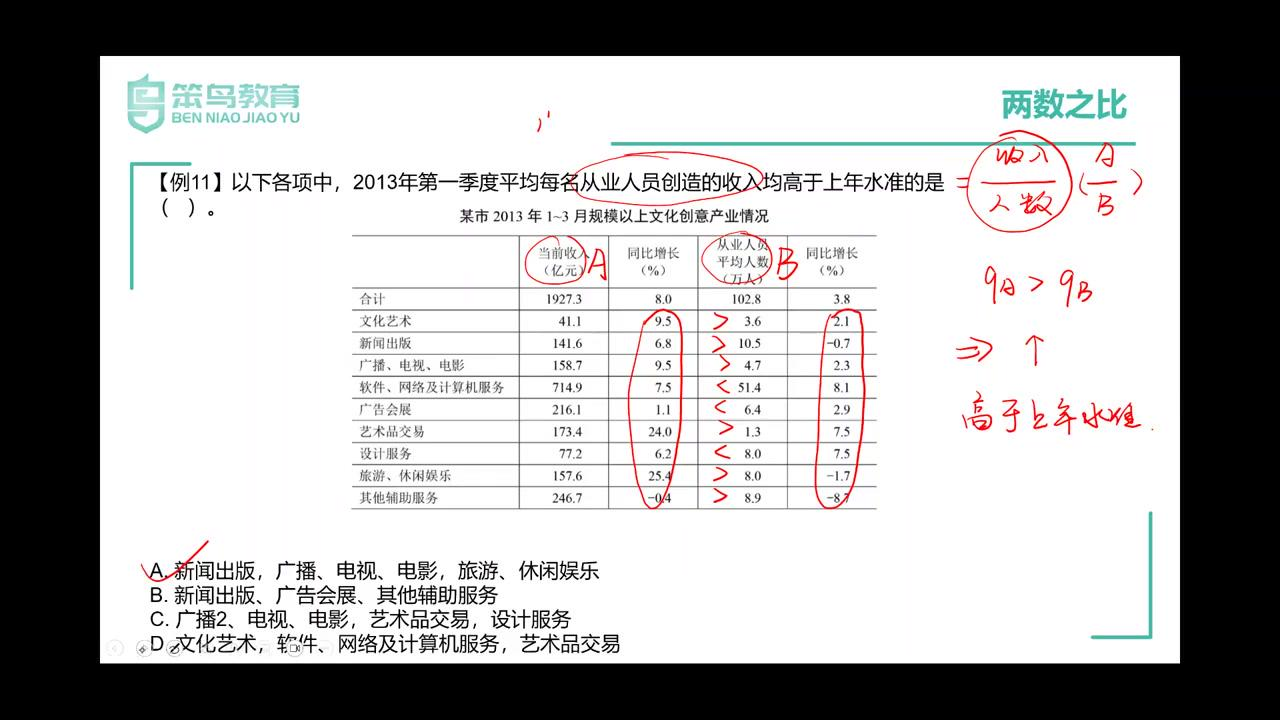 笨鸟教育
BEN NIAO JIAO YU
两数之比
【例11】以下各项中，2013年第一季度平均每名从业人员创造的收入均高于上年水准的是
（ ）。
= 收入/人数 (A/B)
某市 2013 年 1~3 月规模以上文化创意产业情况
当前收入（亿元） A 同比增长（%） 从业人员平均人数（万人） B 同比增长（%）
合计 1927.3 8.0 102.8 3.8
文化艺术 41.1 9.5 > 3.6 2.1
新闻出版 141.6 6.8 > 10.5 −0.7
广播、电视、电影 158.7 9.5 > 4.7 2.3
软件、网络及计算机服务 714.9 7.5 < 51.4 8.1
广告会展 216.1 1.1 < 6.4 2.9
艺术品交易 173.4 24.0 > 1.3 7.5
设计服务 77.2 6.2 < 8.0 7.5
旅游、休闲娱乐 157.6 25.4 > 8.0 −1.7
其他辅助服务 246.7 −0.4 > 8.9 −8.7
qA > qB
⇒ ↑
高于上年水准.
A. 新闻出版，广播、电视、电影，旅游、休闲娱乐
B. 新闻出版、广告会展、其他辅助服务
C. 广播2、电视、电影，艺术品交易，设计服务
D. 文化艺术，软件、网络及计算机服务，艺术品交易